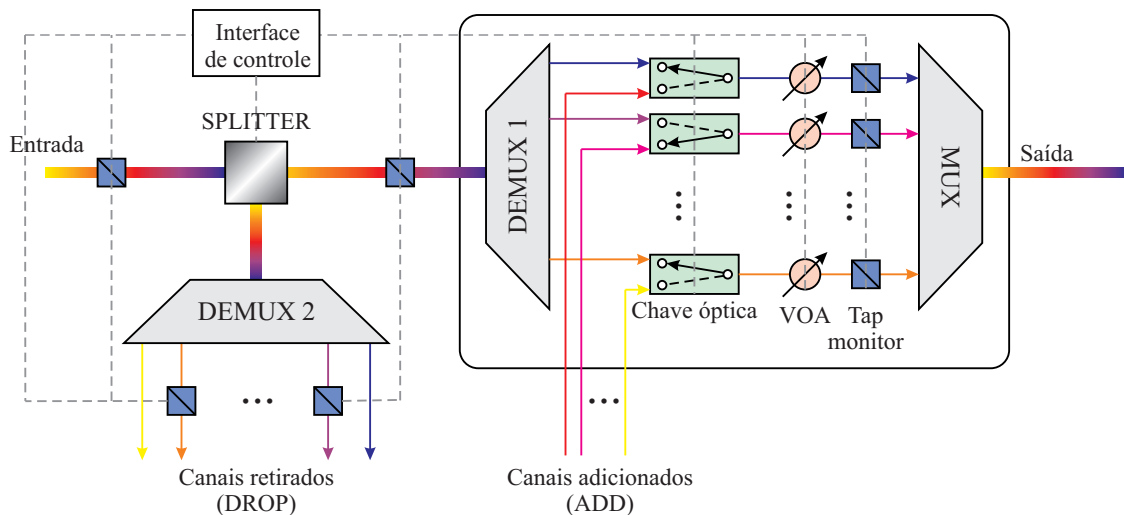 Interface
de controle
SPLITTER
Entrada
DEMUX 1
MUX
Saída
DEMUX 2
Chave óptica
VOA
Tap
monitor
Canais retirados
(DROP)
Canais adicionados
(ADD)